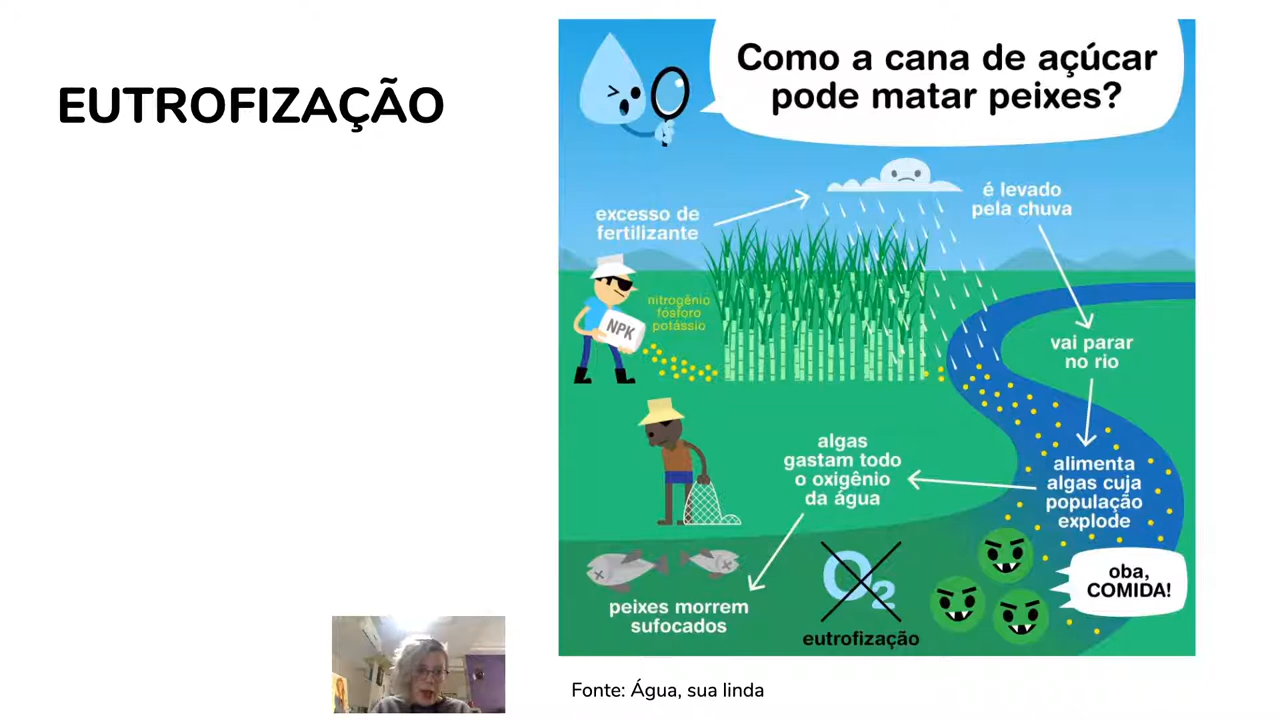 EUTROFIZAÇÃO
Como a cana de açúcar
pode matar peixes?
excesso de
fertilizante
é levado
pela chuva
nitrogênio
fósforo
potássio
NPK
vai parar
no rio
alimenta
algas cuja
população
explode
algas
gastam todo
o oxigênio
da água
oba,
COMIDA!
O2
eutrofização
peixes morrem
sufocados
Fonte: Água, sua linda